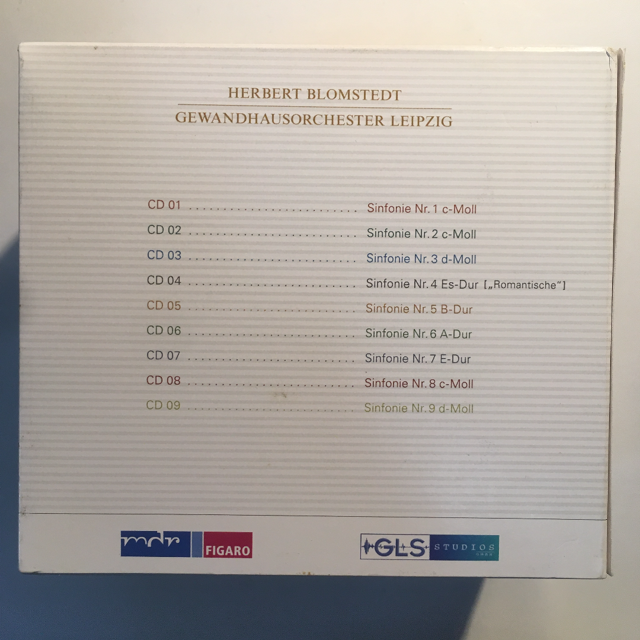 HERBERT BLOMSTEDT
GEWANDHAUSORCHESTER LEIPZIG
CD 01 ......................... Sinfonie Nr. 1 c-Moll
CD 02 ......................... Sinfonie Nr. 2 c-Moll
CD 03 ......................... Sinfonie Nr. 3 d-Moll
CD 04 ......................... Sinfonie Nr. 4 Es-Dur [„Romantische“]
CD 05 ......................... Sinfonie Nr. 5 B-Dur
CD 06 ......................... Sinfonie Nr. 6 A-Dur
CD 07 ......................... Sinfonie Nr. 7 E-Dur
CD 08 ......................... Sinfonie Nr. 8 c-Moll
CD 09 ......................... Sinfonie Nr. 9 d-Moll
mdr FIGARO
GLS STUDIOS